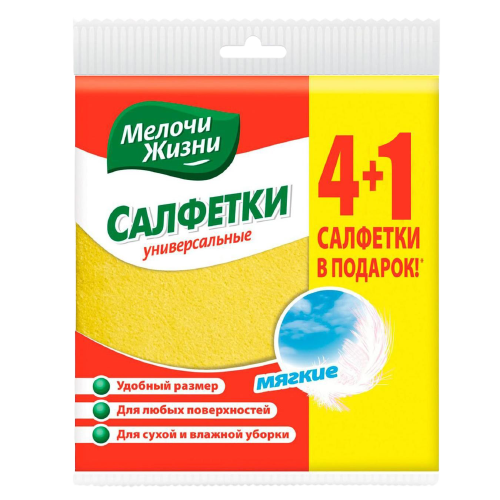 Мелочи
Жизни
САЛФЕТКИ
универсальные
4+1
САЛФЕТКИ
В ПОДАРОК!*
мягкие
Удобный размер
Для любых поверхностей
Для сухой и влажной уборки